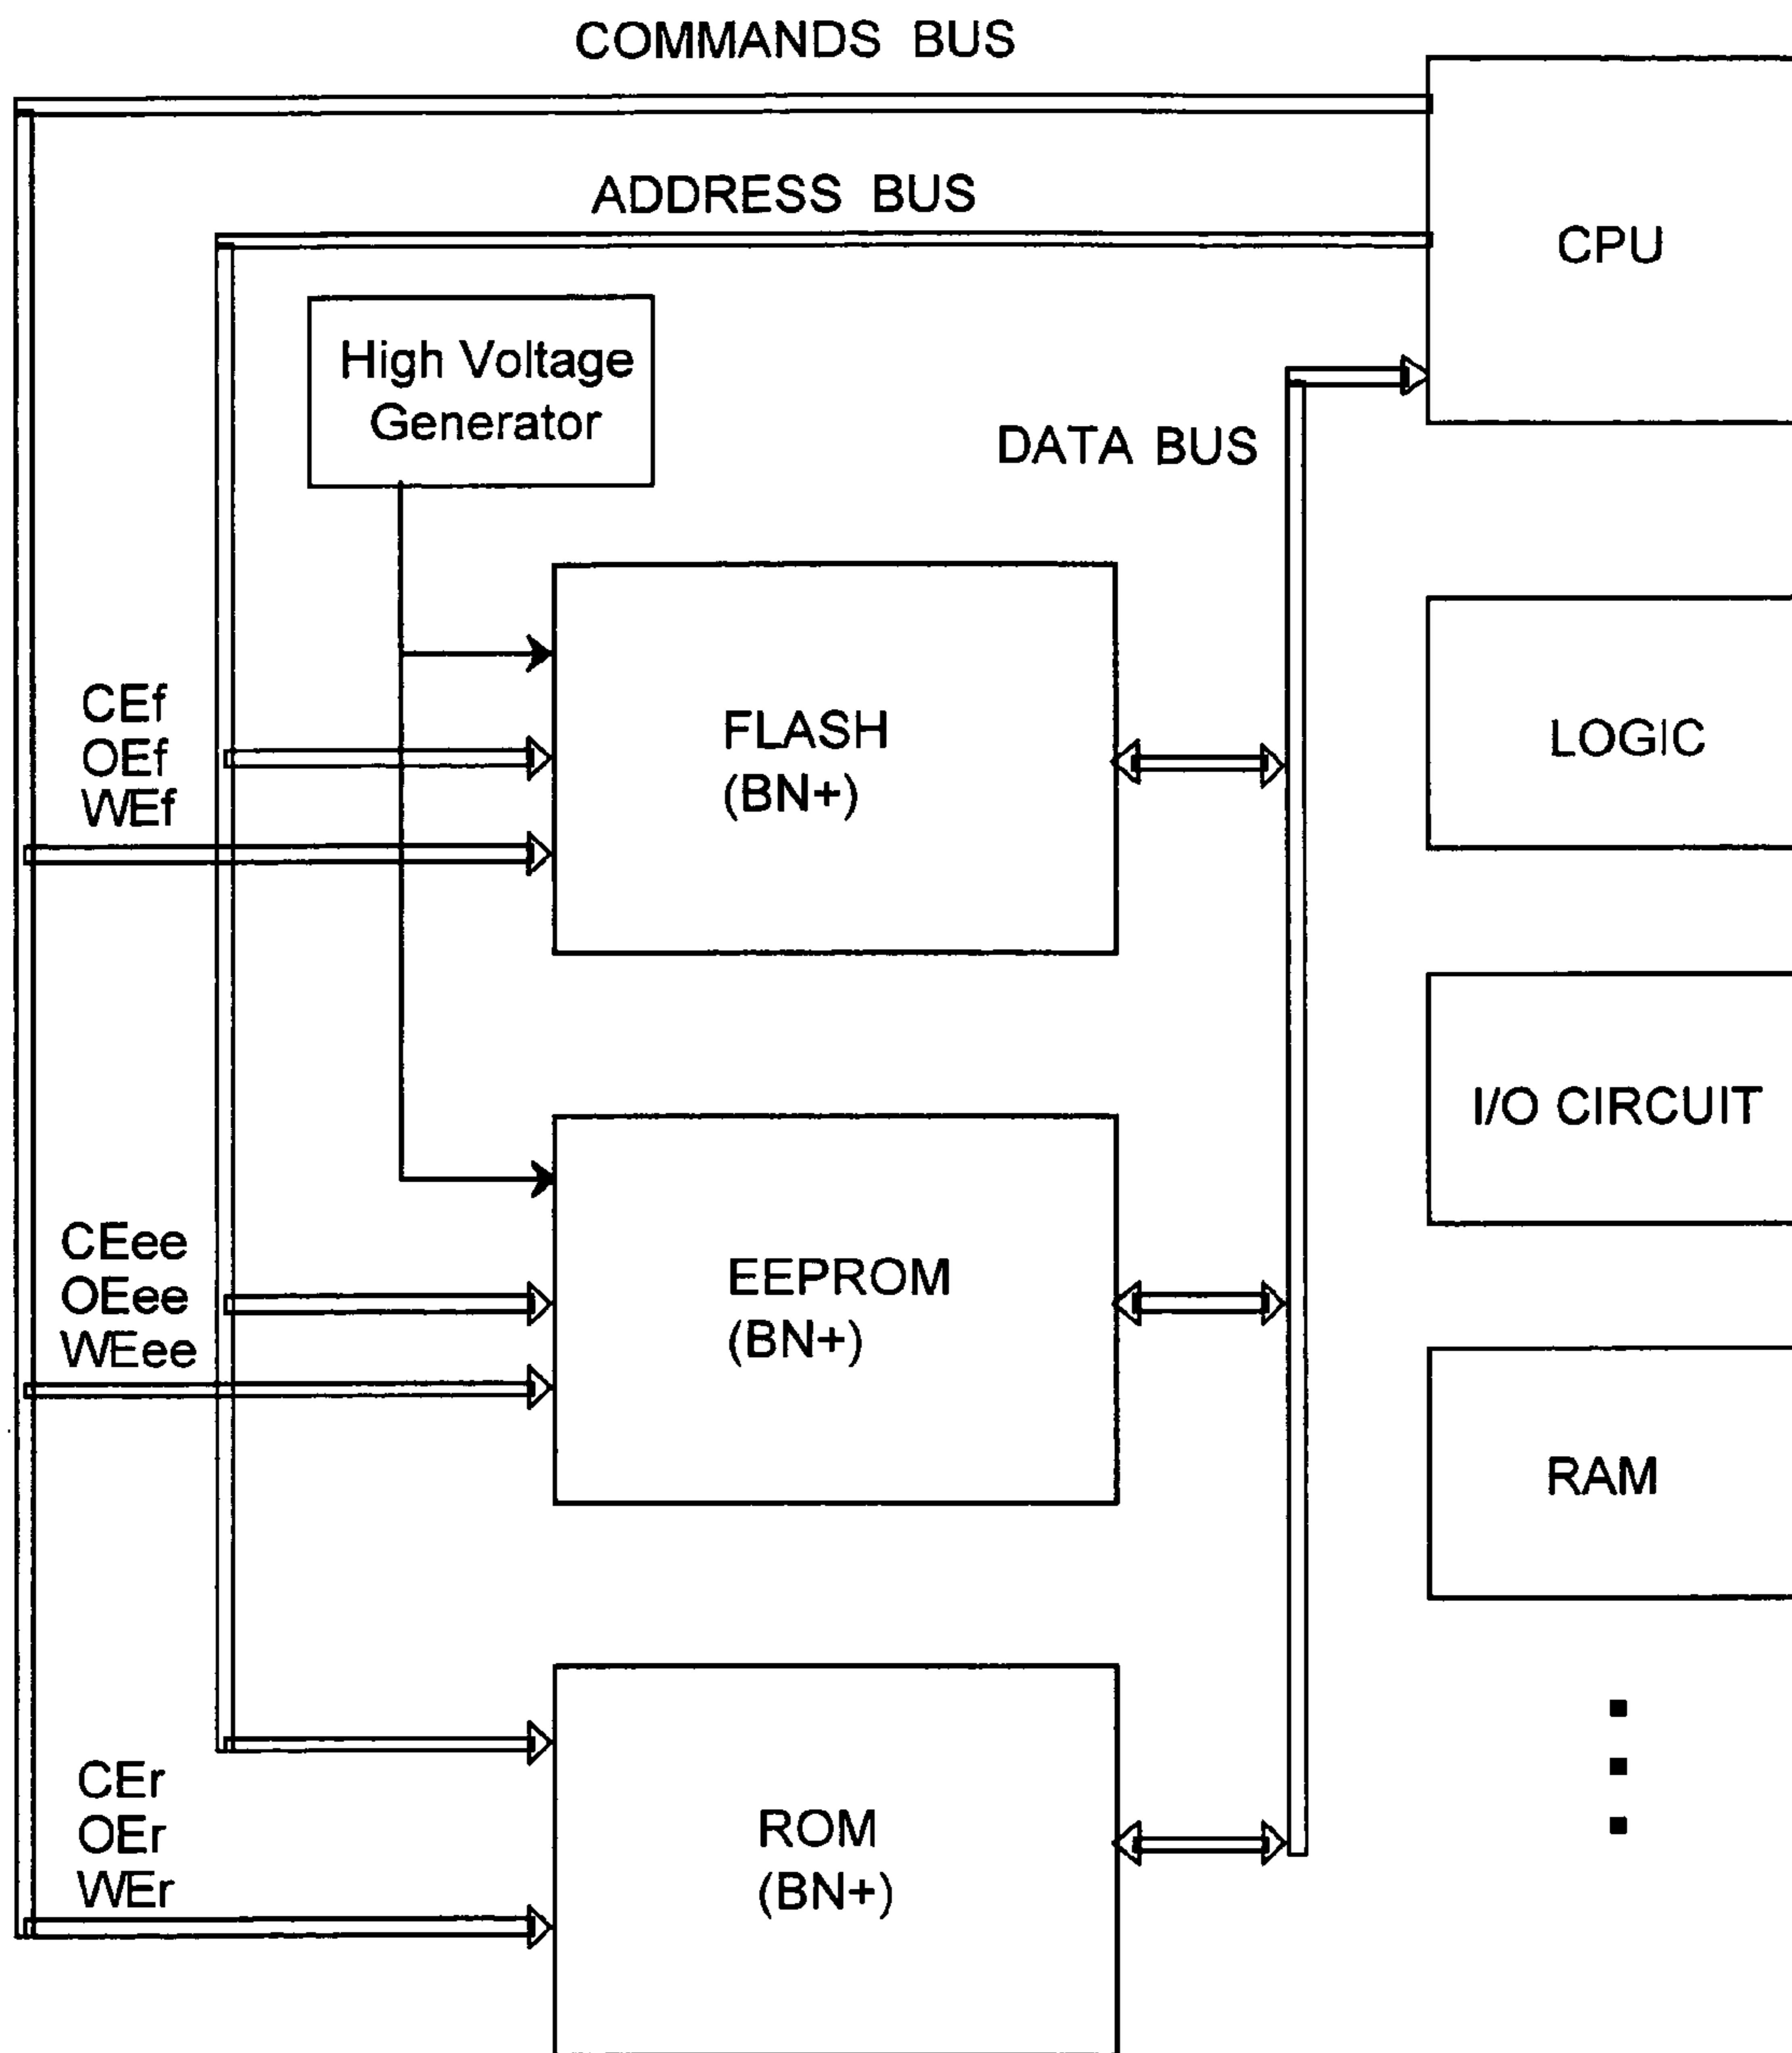 COMMANDS BUS
ADDRESS BUS
CPU
High Voltage
Generator
DATA BUS
CEf
OEf
WEf
FLASH
(BN+)
LOGIC
I/O CIRCUIT
CEee
OEee
WEee
EEPROM
(BN+)
RAM
CEr
OEr
WEr
ROM
(BN+)